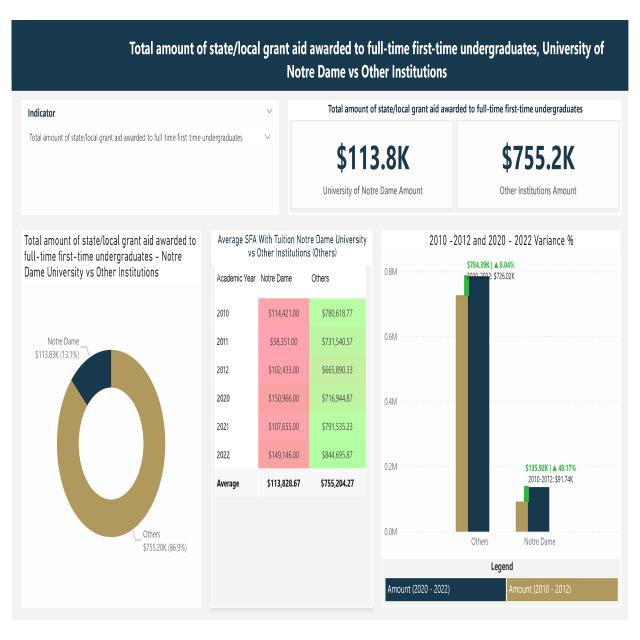 Total amount of state/local grant aid awarded to full-time first-time undergraduates, University of
Notre Dame vs Other Institutions
Indicator
Total amount of state/local grant aid awarded to full-time first-time undergraduates
Total amount of state/local grant aid awarded to full-time first-time undergraduates
$113.8K
University of Notre Dame Amount
$755.2K
Other Institutions Amount
Total amount of state/local grant aid awarded to
full-time first-time undergraduates - Notre
Dame University vs Other Institutions
Notre Dame
$113.83K (13.1%)
Others
$755.20K (86.9%)
Average SFA With Tuition Notre Dame University
vs Other Institutions (Others)
Academic Year Notre Dame Others
2010 $114,421.00 $780,618.77
2011 $58,351.00 $731,540.57
2012 $102,433.00 $665,890.33
2020 $150,966.00 $716,944.87
2021 $107,655.00 $791,535.23
2022 $149,146.00 $844,695.87
Average $113,828.67 $755,204.27
2010 -2012 and 2020 - 2022 Variance %
$784.39K | ▲ 8.04%
2010-2012: $726.02K
0.8M
0.6M
0.4M
0.2M
0.0M
$135.92K | ▲ 48.17%
2010-2012: $91.74K
Others
Notre Dame
Legend
Amount (2020 - 2022)
Amount (2010 - 2012)